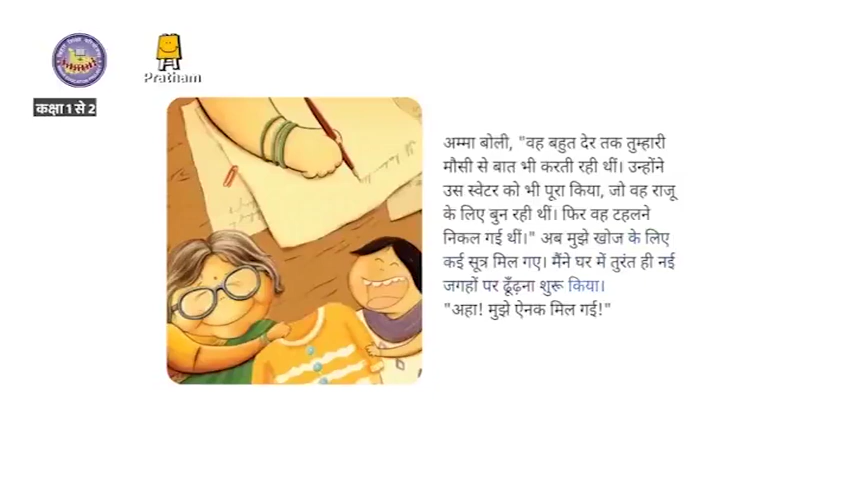 Pratham
कक्षा 1 से 2
अम्मा बोली, "वह बहुत देर तक तुम्हारी
मौसी से बात भी करती रही थीं। उन्होंने
उस स्वेटर को भी पूरा किया, जो वह राजू
के लिए बुन रही थीं। फिर वह टहलने
निकल गई थीं।" अब मुझे खोज के लिए
कई सूत्र मिल गए। मैंने घर में तुरंत ही नई
जगहों पर ढूँढ़ना शुरू किया।
"अहा! मुझे ऐनक मिल गई!"